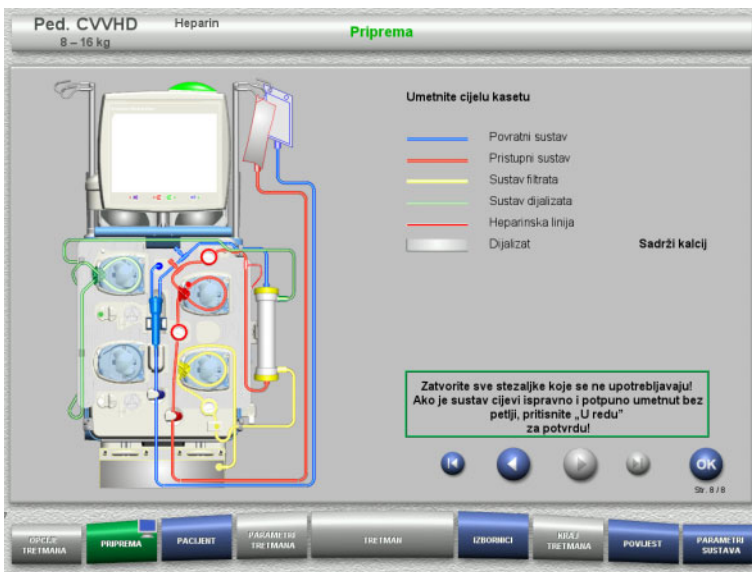 Ped. CVVHD Heparin
8 – 16 kg
Priprema
Umetnite cijelu kasetu
Povratni sustav
Pristupni sustav
Sustav filtrata
Sustav dijalizata
Heparinska linija
Dijalizat Sadrži kalcij
Zatvorite sve stezaljke koje se ne upotrebljavaju!
Ako je sustav cijevi ispravno i potpuno umetnut bez
petlji, pritisnite „U redu”
za potvrdu!
OK
Str. 8 / 8
OPCIJE
TRETMANA
PRIPREMA
PACIJENT
PARAMETRI
TRETMANA
TRETMAN
IZBORNICI
KRAJ
TRETMANA
POVIJEST
PARAMETRI
SUSTAVA